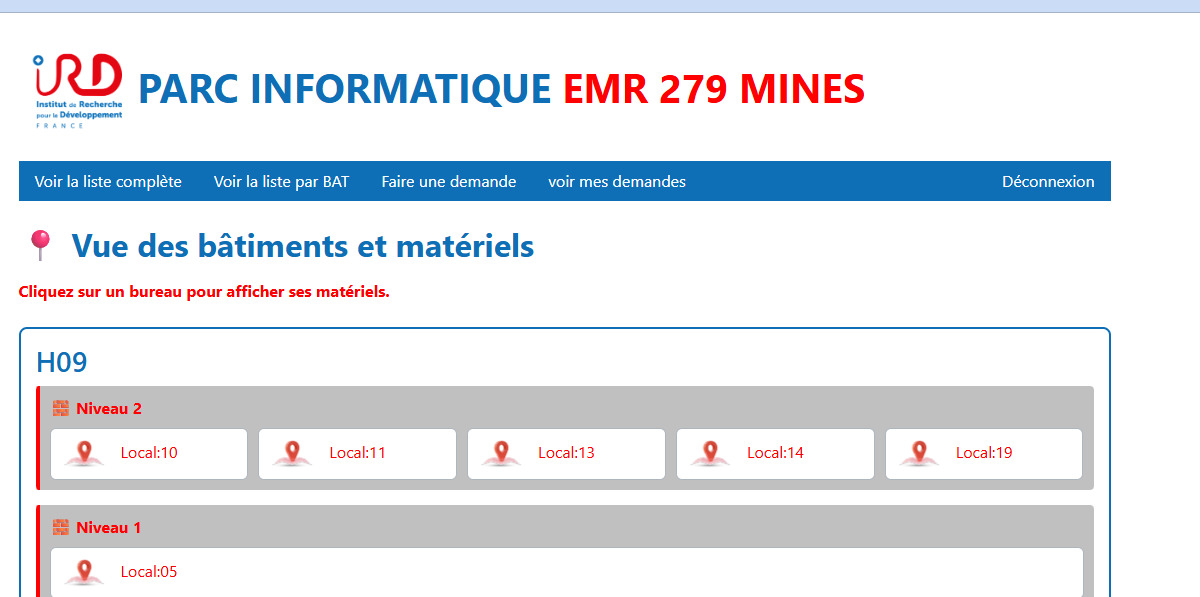 iRD
Institut de Recherche
pour le Développement
FRANCE
PARC INFORMATIQUE EMR 279 MINES
Voir la liste complète Voir la liste par BAT Faire une demande voir mes demandes Déconnexion
Vue des bâtiments et matériels
Cliquez sur un bureau pour afficher ses matériels.
H09
Niveau 2
Local:10 Local:11 Local:13 Local:14 Local:19
Niveau 1
Local:05